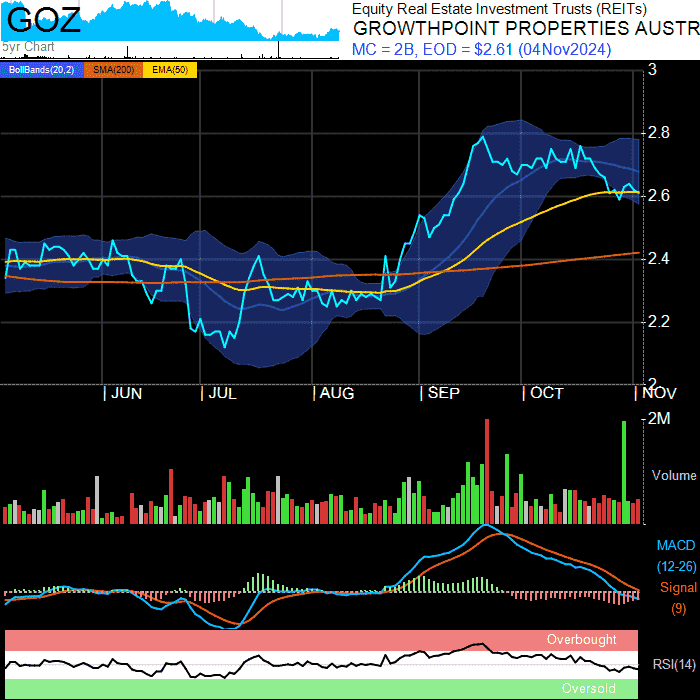 GOZ
5yr Chart
Equity Real Estate Investment Trusts (REITs)
GROWTHPOINT PROPERTIES AUSTR
MC = 2B, EOD = $2.61 (04Nov2024)
BollBands(20,2) SMA(200) EMA(50)
3
2.8
2.6
2.4
2.2
2
JUN JUL AUG SEP OCT NOV
2M
Volume
MACD
(12-26)
Signal
(9)
Overbought
RSI(14)
Oversold